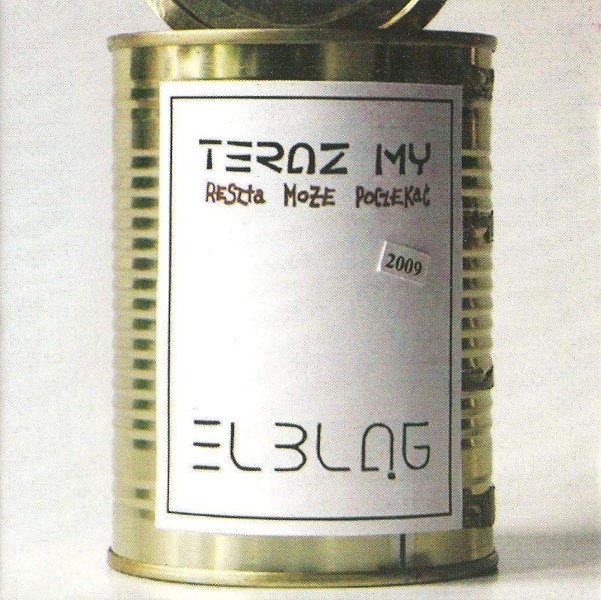 TERAZ MY
RESZtA MOŻE POCZEKAĆ
2009
ELBLĄG